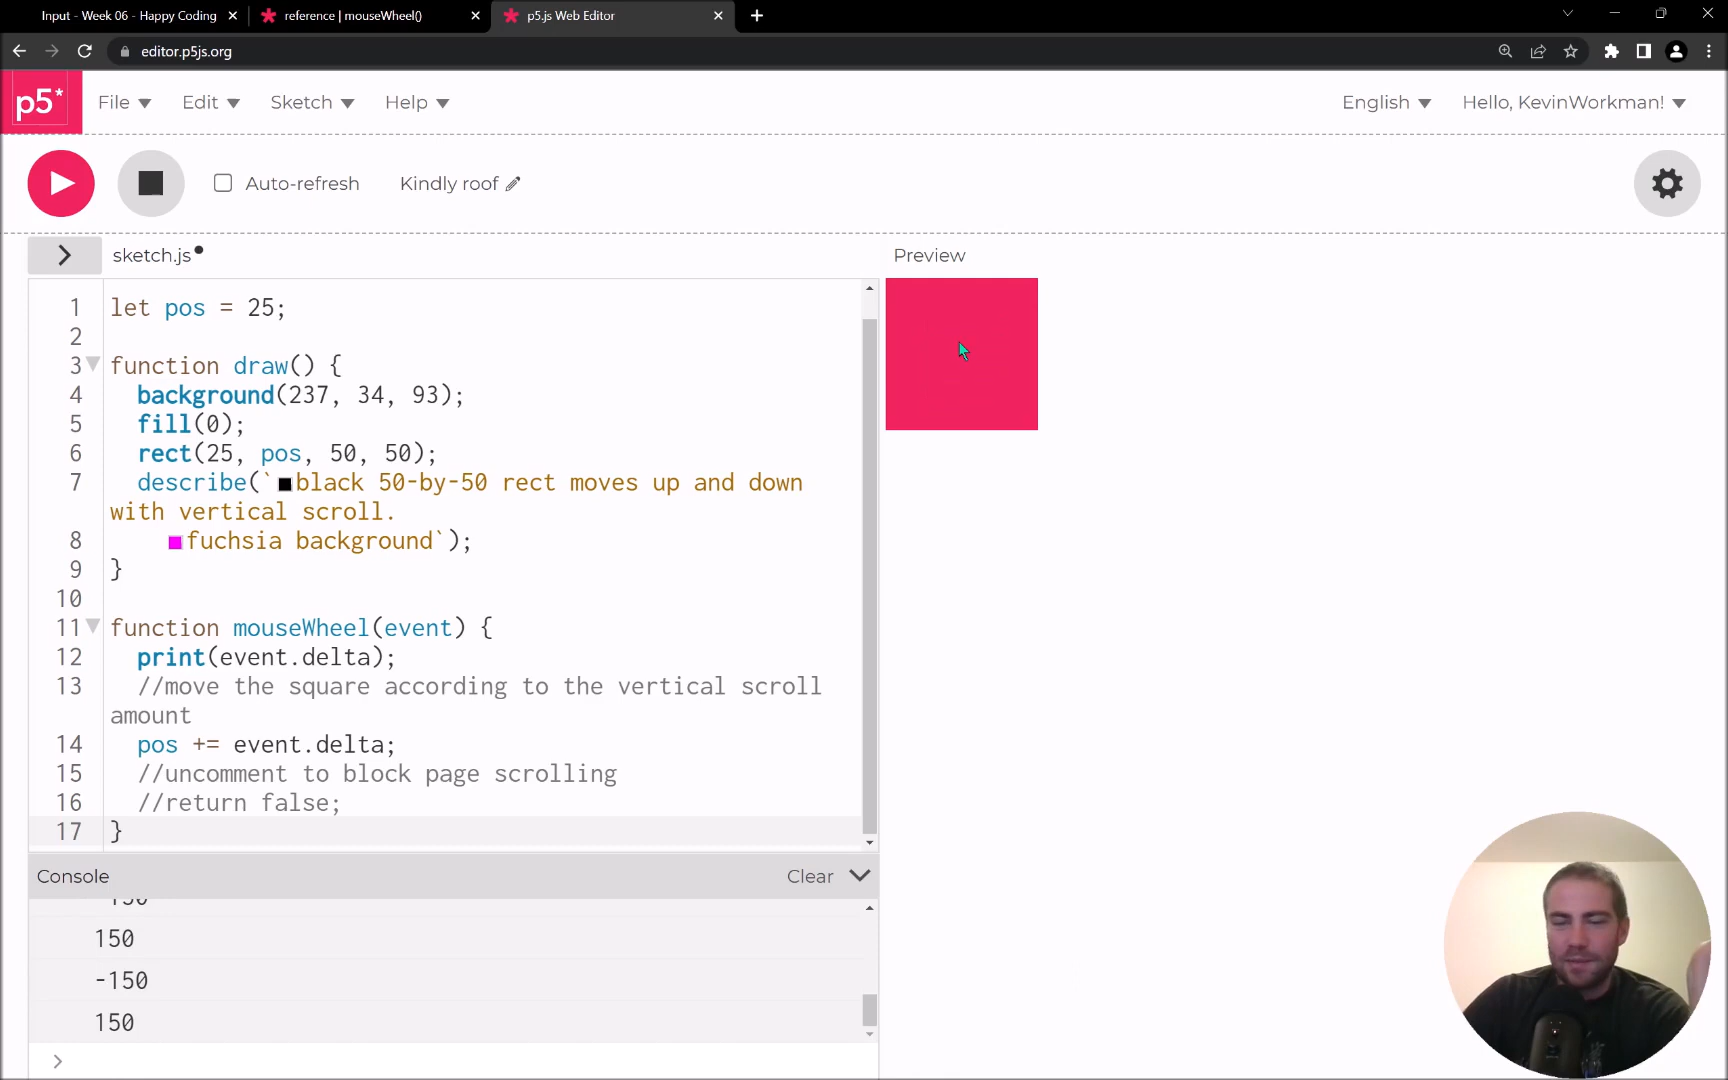 Input - Week 06 - Happy Coding
reference | mouseWheel()
p5.js Web Editor
editor.p5js.org
p5*
File
Edit
Sketch
Help
English
Hello, KevinWorkman!
Auto-refresh
Kindly roof
sketch.js
Preview
1 let pos = 25;
2
3 function draw() {
4 background(237, 34, 93);
5 fill(0);
6 rect(25, pos, 50, 50);
7 describe(`black 50-by-50 rect moves up and down
with vertical scroll.
8 fuchsia background`);
9 }
10
11 function mouseWheel(event) {
12 print(event.delta);
13 //move the square according to the vertical scroll
amount
14 pos += event.delta;
15 //uncomment to block page scrolling
16 //return false;
17 }
Console
Clear
150
-150
150
>